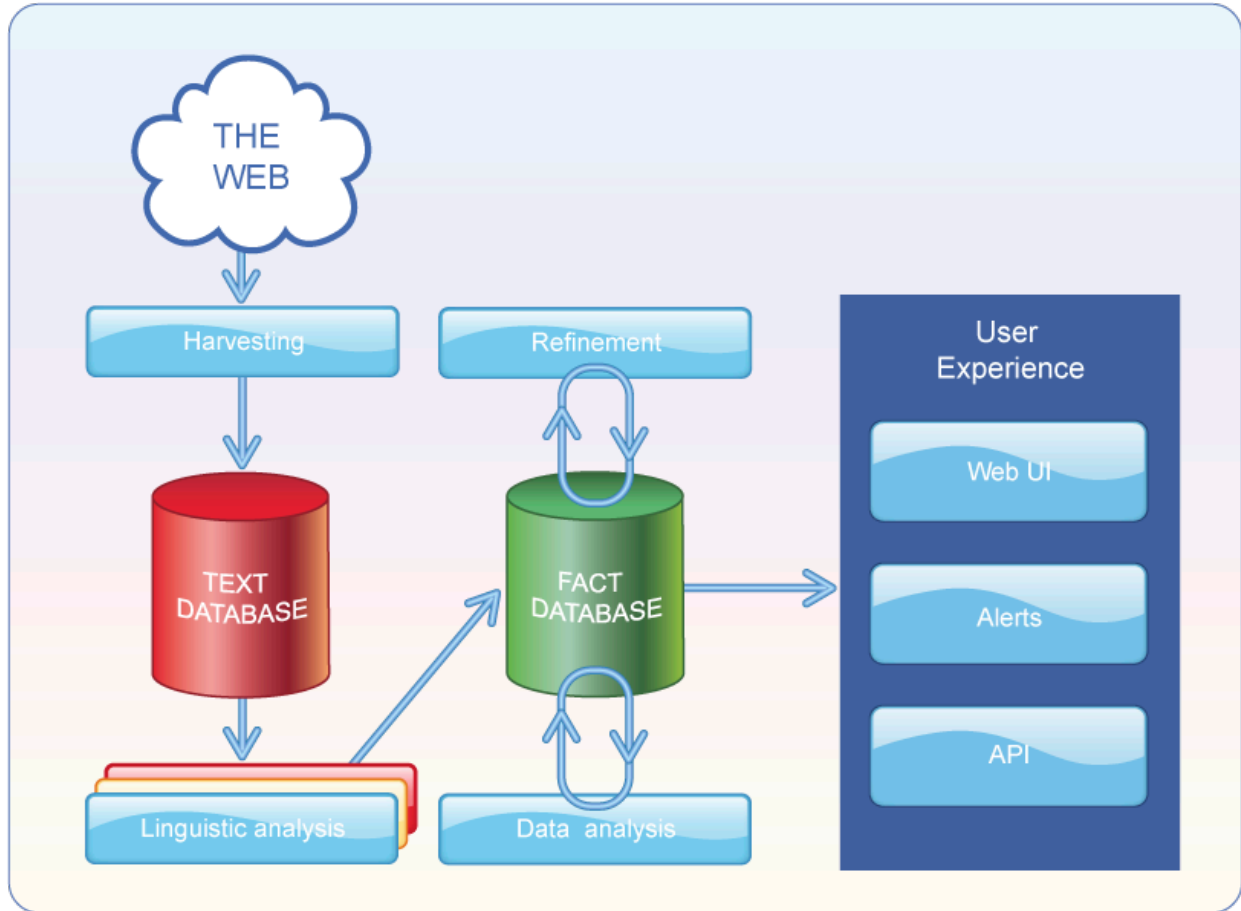 THE
WEB
Harvesting
TEXT
DATABASE
Linguistic analysis
Refinement
FACT
DATABASE
Data analysis
User
Experience
Web UI
Alerts
API